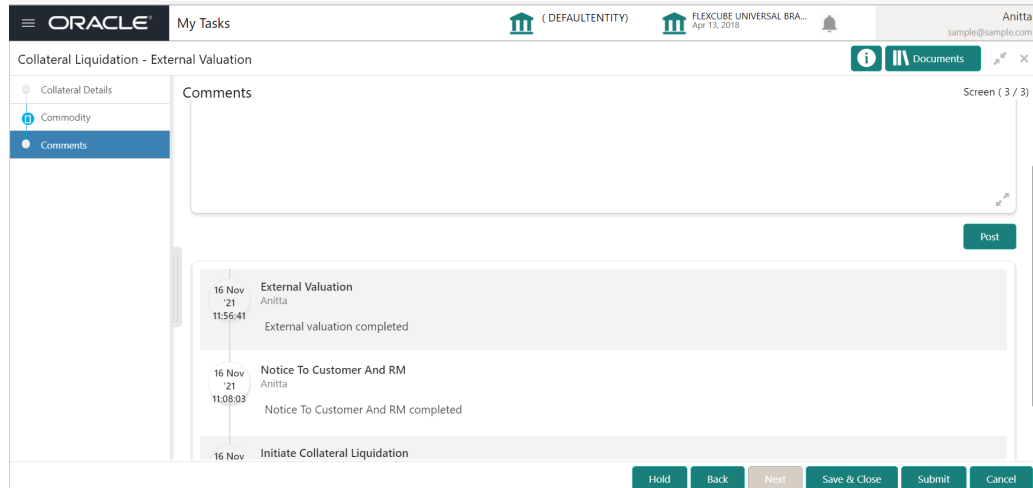 ORACLE
My Tasks
( DEFAULTENTITY)
FLEXCUBE UNIVERSAL BRA...
Apr 13, 2018
Anitta
sample@sample.com
Collateral Liquidation - External Valuation
Documents
Collateral Details
Commodity
Comments
Comments
Screen ( 3 / 3)
Post
16 Nov
'21
11:56:41
External Valuation
Anitta
External valuation completed
16 Nov
'21
11:08:03
Notice To Customer And RM
Anitta
Notice To Customer And RM completed
16 Nov
Initiate Collateral Liquidation
Hold
Back
Next
Save & Close
Submit
Cancel